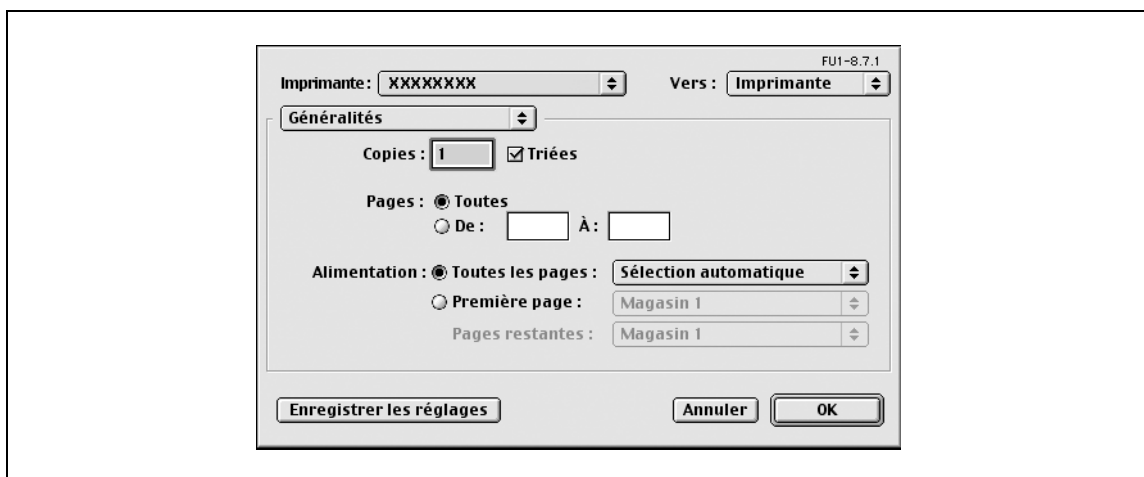 FU1-8.7.1
Imprimante: XXXXXXXX Vers : Imprimante
Généralités
Copies : 1 Triées
Pages : Toutes
De : À :
Alimentation : Toutes les pages : Sélection automatique
Première page : Magasin 1
Pages restantes : Magasin 1
Enregistrer les réglages Annuler OK